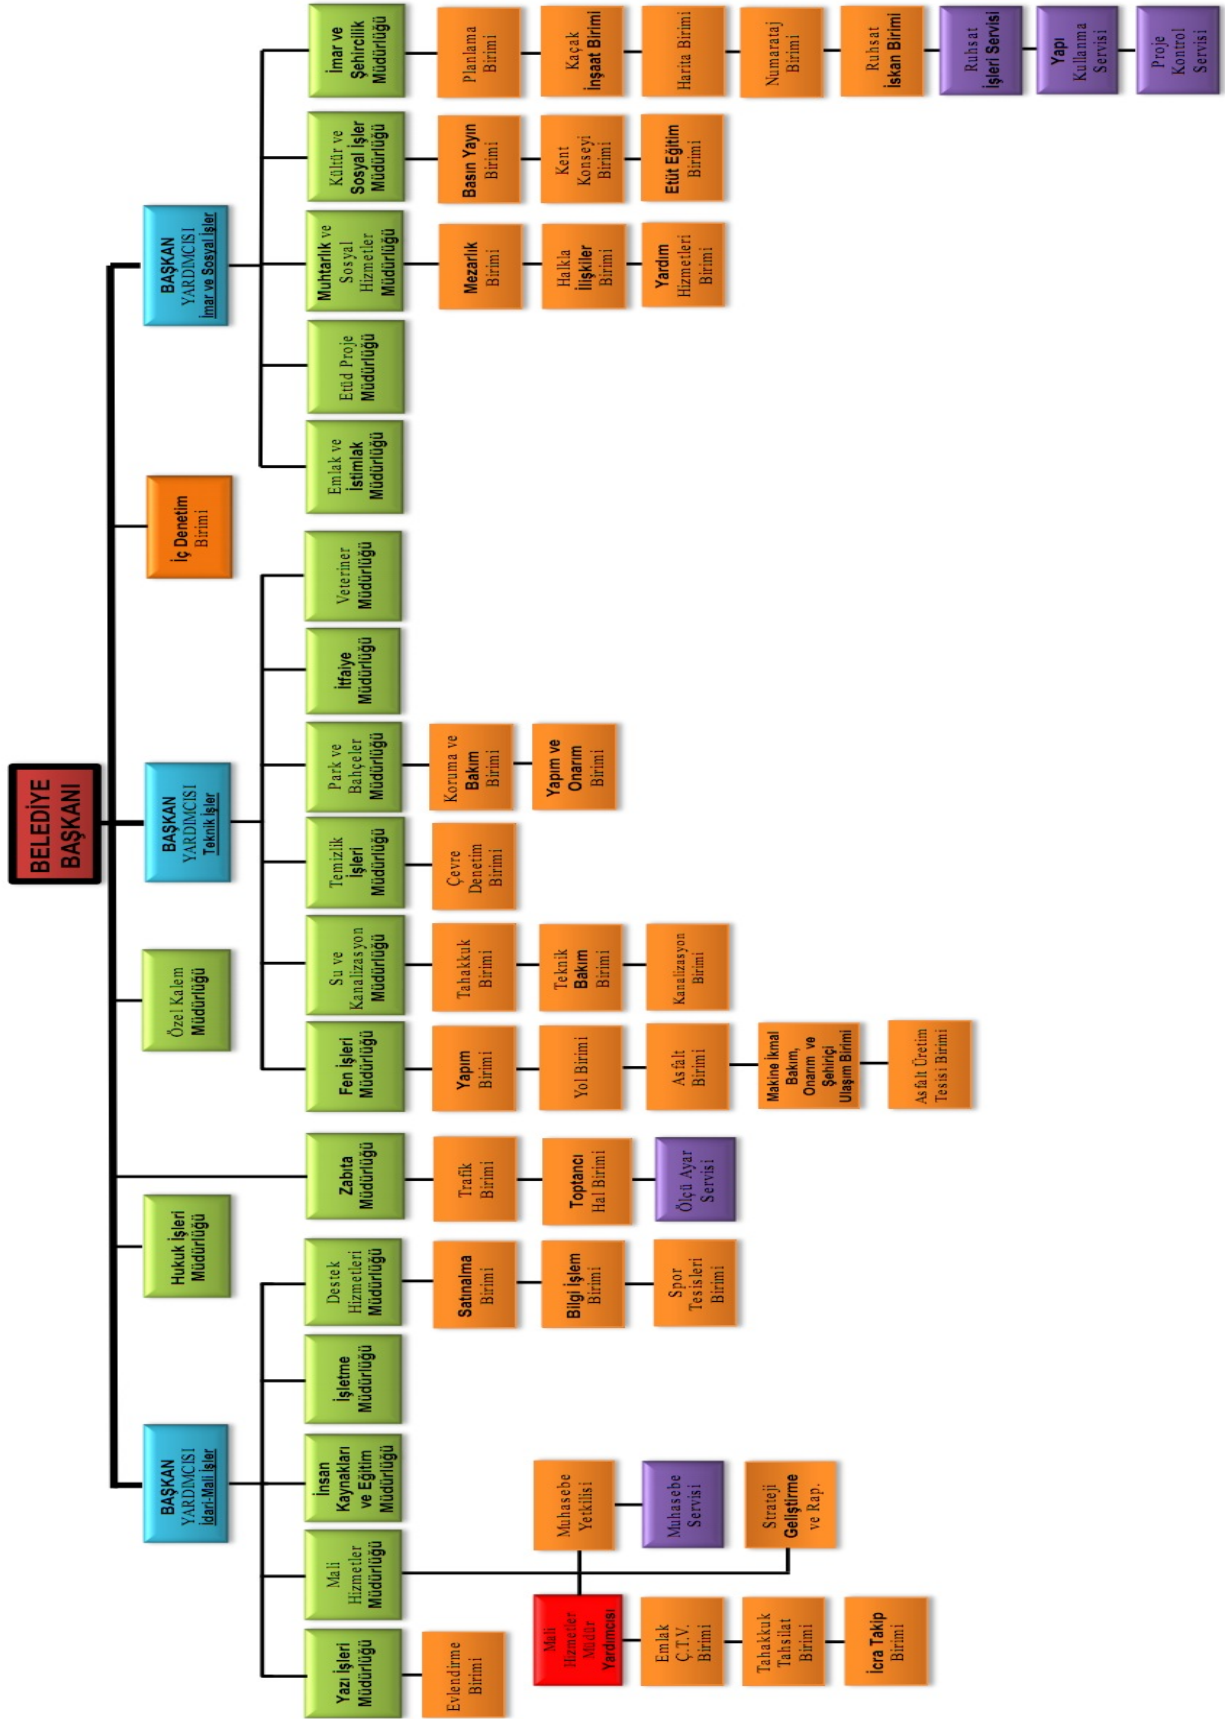 BELEDİYE
BAŞKANI
BAŞKAN
YARDIMCISI
İdari-Mali İşler
Hukuk İşleri
Müdürlüğü
Özel Kalem
Müdürlüğü
BAŞKAN
YARDIMCISI
Teknik İşler
İç Denetim
Birimi
BAŞKAN
YARDIMCISI
İmar ve Sosyal İşler
Yazı İşleri
Müdürlüğü
Mali
Hizmetler
Müdürlüğü
İnsan
Kaynakları
ve Eğitim
Müdürlüğü
İşletme
Müdürlüğü
Destek
Hizmetleri
Müdürlüğü
Zabıta
Müdürlüğü
Fen İşleri
Müdürlüğü
Su ve
Kanalizasyon
Müdürlüğü
Temizlik
İşleri
Müdürlüğü
Park ve
Bahçeler
Müdürlüğü
İtfaiye
Müdürlüğü
Veteriner
Müdürlüğü
Emlak ve
İstimlak
Müdürlüğü
Etüd Proje
Müdürlüğü
Muhtarlık ve
Sosyal
Hizmetler
Müdürlüğü
Kültür ve
Sosyal İşler
Müdürlüğü
İmar ve
Şehircilik
Müdürlüğü
Evlendirme
Birimi
Mali
Hizmetler
Müdür
Yardımcısı
Emlak
Ç.T.V.
Birimi
Tahakkuk
Tahsilat
Birimi
İcra Takip
Birimi
Muhasebe
Yetkilisi
Muhasebe
Servisi
Strateji
Geliştirme
ve Rap.
Satınalma
Birimi
Bilgi İşlem
Birimi
Spor
Tesisleri
Birimi
Trafik
Birimi
Toptancı
Hal Birimi
Ölçü Ayar
Servisi
Yapım
Birimi
Yol Birimi
Asfalt
Birimi
Makine İkmal
Bakım,
Onarım ve
Şehiriçi
Ulaşım Birimi
Asfalt Üretim
Tesisi Birimi
Tahakkuk
Birimi
Teknik
Bakım
Birimi
Kanalizasyon
Birimi
Çevre
Denetim
Birimi
Koruma ve
Bakım
Birimi
Yapım ve
Onarım
Birimi
Mezarlık
Birimi
Halkla
İlişkiler
Birimi
Yardım
Hizmetleri
Birimi
Basın Yayın
Birimi
Kent
Konseyi
Birimi
Etüt Eğitim
Birimi
Planlama
Birimi
Kaçak
İnşaat Birimi
Harita Birimi
Numarataj
Birimi
Ruhsat
İskan Birimi
Ruhsat
İşleri Servisi
Yapı
Kullanma
Servisi
Proje
Kontrol
Servisi